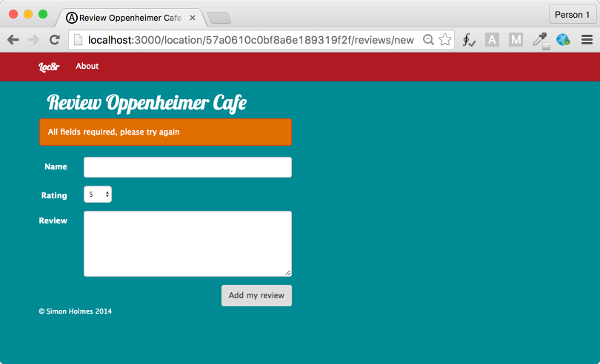 Review Oppenheimer Cafe
Person 1
localhost:3000/location/57a0610c0bf8a6e189319f2f/reviews/new
Loc8r
About
Review Oppenheimer Cafe
All fields required, please try again
Name
Rating
5
Review
Add my review
© Simon Holmes 2014